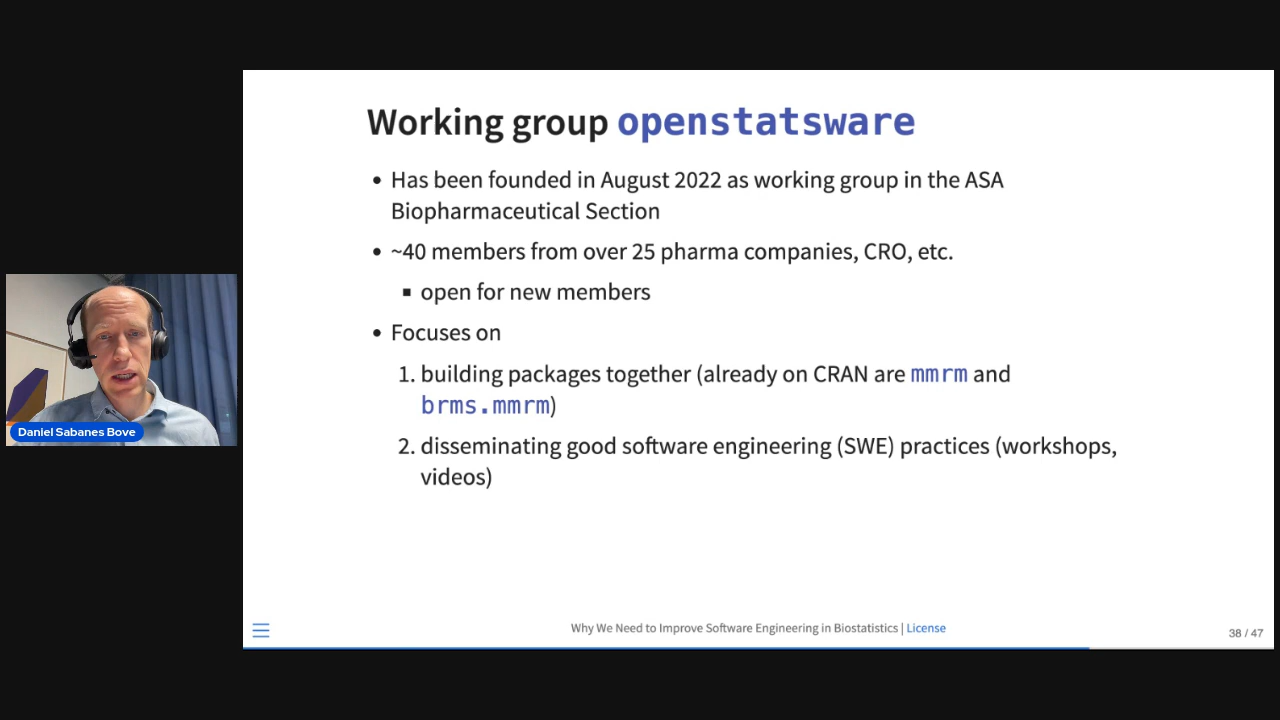 Working group openstatsware
• Has been founded in August 2022 as working group in the ASA
Biopharmaceutical Section
• ~40 members from over 25 pharma companies, CRO, etc.
▪ open for new members
• Focuses on
1. building packages together (already on CRAN are mmrm and
brms.mmrm)
2. disseminating good software engineering (SWE) practices (workshops,
videos)
Daniel Sabanes Bove
Why We Need to Improve Software Engineering in Biostatistics | License
38 / 47